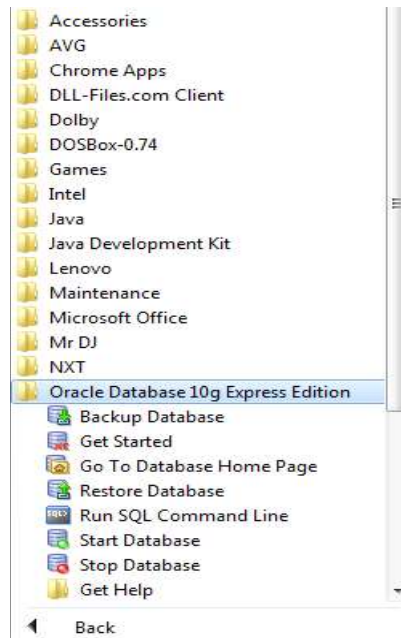 Accessories
AVG
Chrome Apps
DLL-Files.com Client
Dolby
DOSBox-0.74
Games
Intel
Java
Java Development Kit
Lenovo
Maintenance
Microsoft Office
Mr DJ
NXT
Oracle Database 10g Express Edition
Backup Database
Get Started
Go To Database Home Page
Restore Database
Run SQL Command Line
Start Database
Stop Database
Get Help
Back